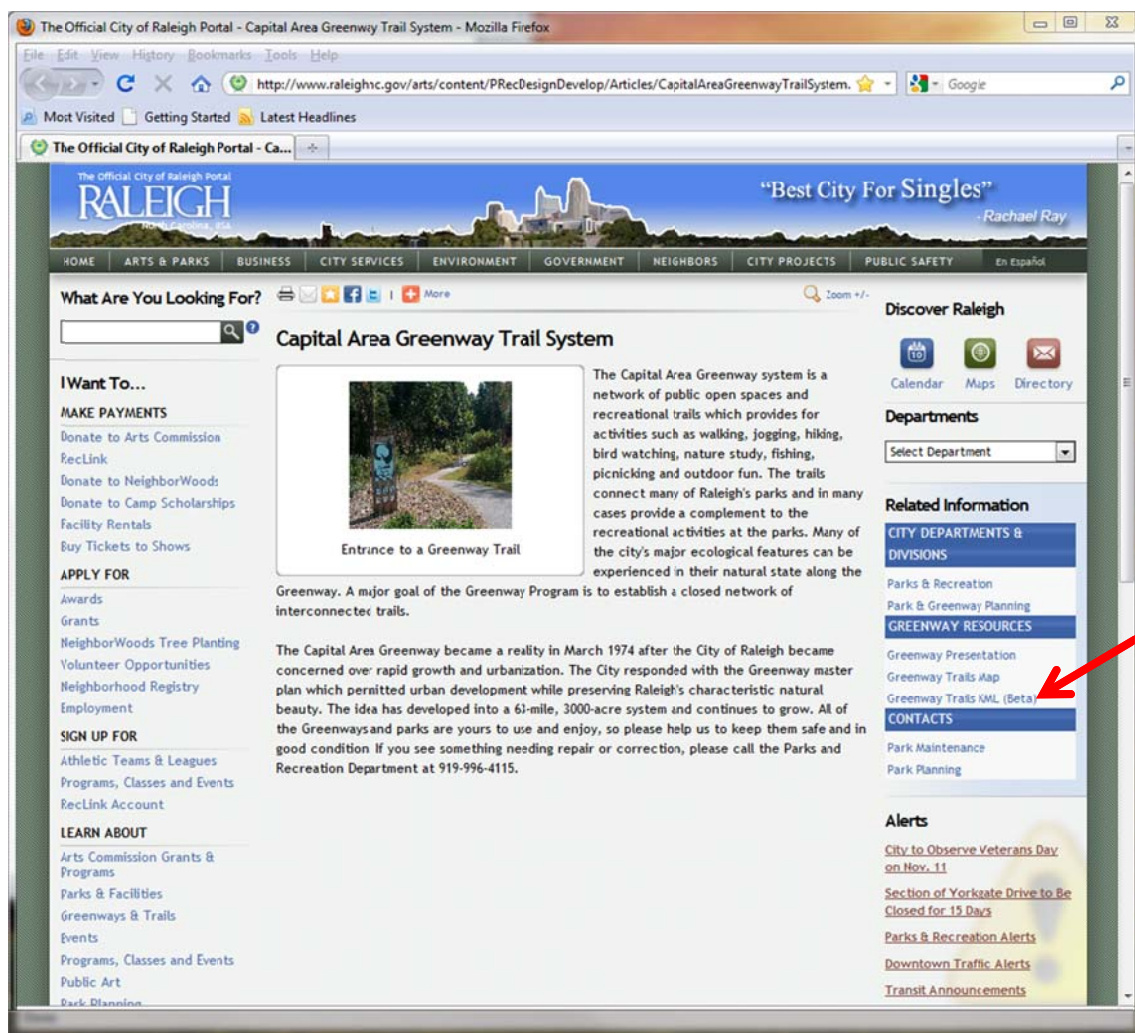 The Official City of Raleigh Portal - Capital Area Greenway Trail System - Mozilla Firefox
File Edit View History Bookmarks Tools Help
http://www.raleighnc.gov/arts/content/PRecDesignDevelop/Articles/CapitalAreaGreenwayTrailSystem.
Google
Most Visited Getting Started Latest Headlines
The Official City of Raleigh Portal - Ca...
The Official City of Raleigh Portal
RALEIGH
North Carolina, USA
“Best City For Singles”
- Rachael Ray
HOME ARTS & PARKS BUSINESS CITY SERVICES ENVIRONMENT GOVERNMENT NEIGHBORS CITY PROJECTS PUBLIC SAFETY En Español
What Are You Looking For?
I Want To...
MAKE PAYMENTS
Donate to Arts Commission
RecLink
Donate to NeighborWoods
Donate to Camp Scholarships
Facility Rentals
Buy Tickets to Shows
APPLY FOR
Awards
Grants
NeighborWoods Tree Planting
Volunteer Opportunities
Neighborhood Registry
Employment
SIGN UP FOR
Athletic Teams & Leagues
Programs, Classes and Events
RecLink Account
LEARN ABOUT
Arts Commission Grants &
Programs
Parks & Facilities
Greenways & Trails
Events
Programs, Classes and Events
Public Art
Park Planning
More
Zoom +/-
Capital Area Greenway Trail System
Entrance to a Greenway Trail
The Capital Area Greenway system is a
network of public open spaces and
recreational trails which provides for
activities such as walking, jogging, hiking,
bird watching, nature study, fishing,
picnicking and outdoor fun. The trails
connect many of Raleigh's parks and in many
cases provide a complement to the
recreational activities at the parks. Many of
the city's major ecological features can be
experienced in their natural state along the
Greenway. A major goal of the Greenway Program is to establish a closed network of
interconnected trails.
The Capital Area Greenway became a reality in March 1974 after the City of Raleigh became
concerned over rapid growth and urbanization. The City responded with the Greenway master
plan which permitted urban development while preserving Raleigh's characteristic natural
beauty. The idea has developed into a 63-mile, 3000-acre system and continues to grow. All of
the Greenways and parks are yours to use and enjoy, so please help us to keep them safe and in
good condition. If you see something needing repair or correction, please call the Parks and
Recreation Department at 919-996-4115.
Discover Raleigh
Calendar Maps Directory
Departments
Select Department
Related Information
CITY DEPARTMENTS &
DIVISIONS
Parks & Recreation
Park & Greenway Planning
GREENWAY RESOURCES
Greenway Presentation
Greenway Trails Map
Greenway Trails KML (Beta)
CONTACTS
Park Maintenance
Park Planning
Alerts
City to Observe Veterans Day
on Nov. 11
Section of Yorkgate Drive to Be
Closed for 15 Days
Parks & Recreation Alerts
Downtown Traffic Alerts
Transit Announcements